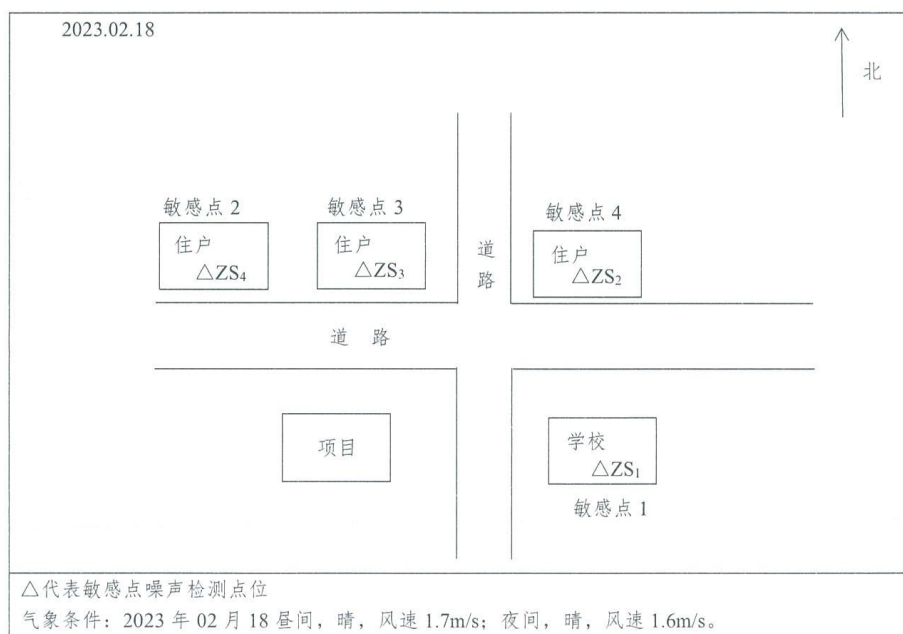 2023.02.18
北
敏感点 2
敏感点 3
敏感点 4
住户
△ZS₄
住户
△ZS₃
道路
住户
△ZS₂
道 路
项目
学校
△ZS₁
敏感点 1
△代表敏感点噪声检测点位
气象条件：2023 年 02 月 18 昼间，晴，风速 1.7m/s；夜间，晴，风速 1.6m/s。